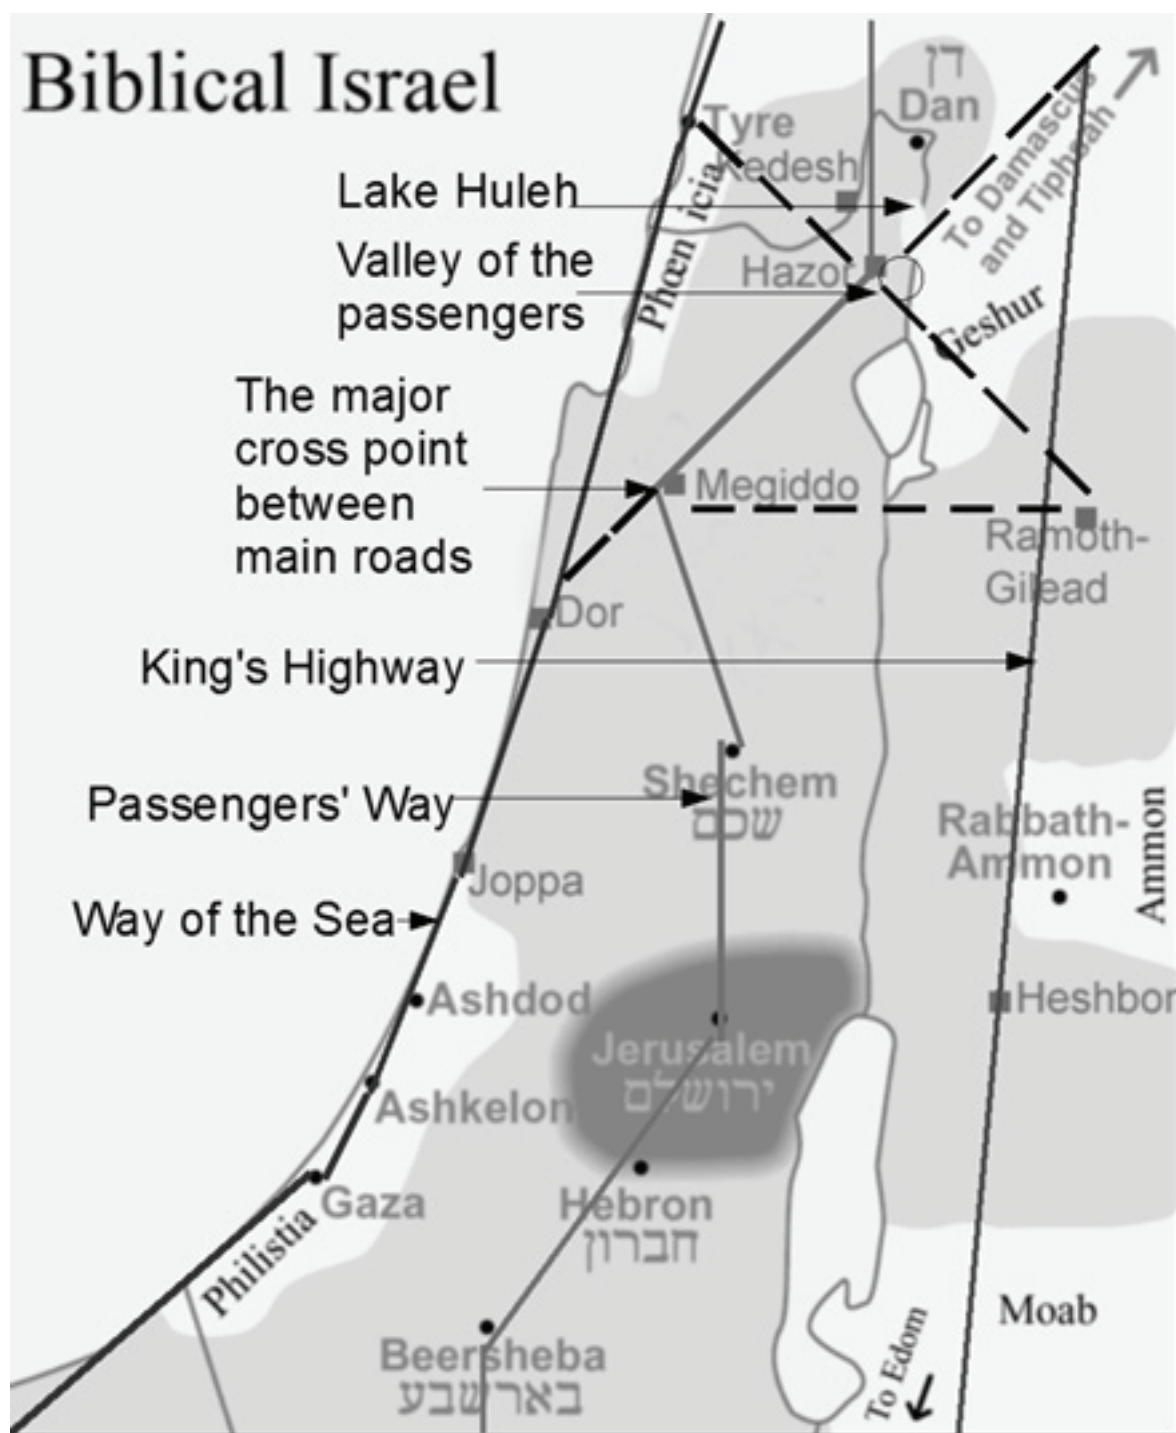 Biblical Israel
דן
Dan
Tyre
Kedesh
Lake Huleh
Phœnicia
To Damascus
and Tiphsah
Valley of the
passengers
Hazor
Geshur
The major
cross point
between
main roads
Megiddo
Ramoth-
Gilead
Dor
King's Highway
Shechem
שכם
Passengers' Way
Rabbath-
Ammon
Ammon
Joppa
Way of the Sea
Ashdod
Heshbon
Jerusalem
ירושלם
Ashkelon
Hebron
חברון
Gaza
Philistia
Moab
Beersheba
בארשבע
To Edom